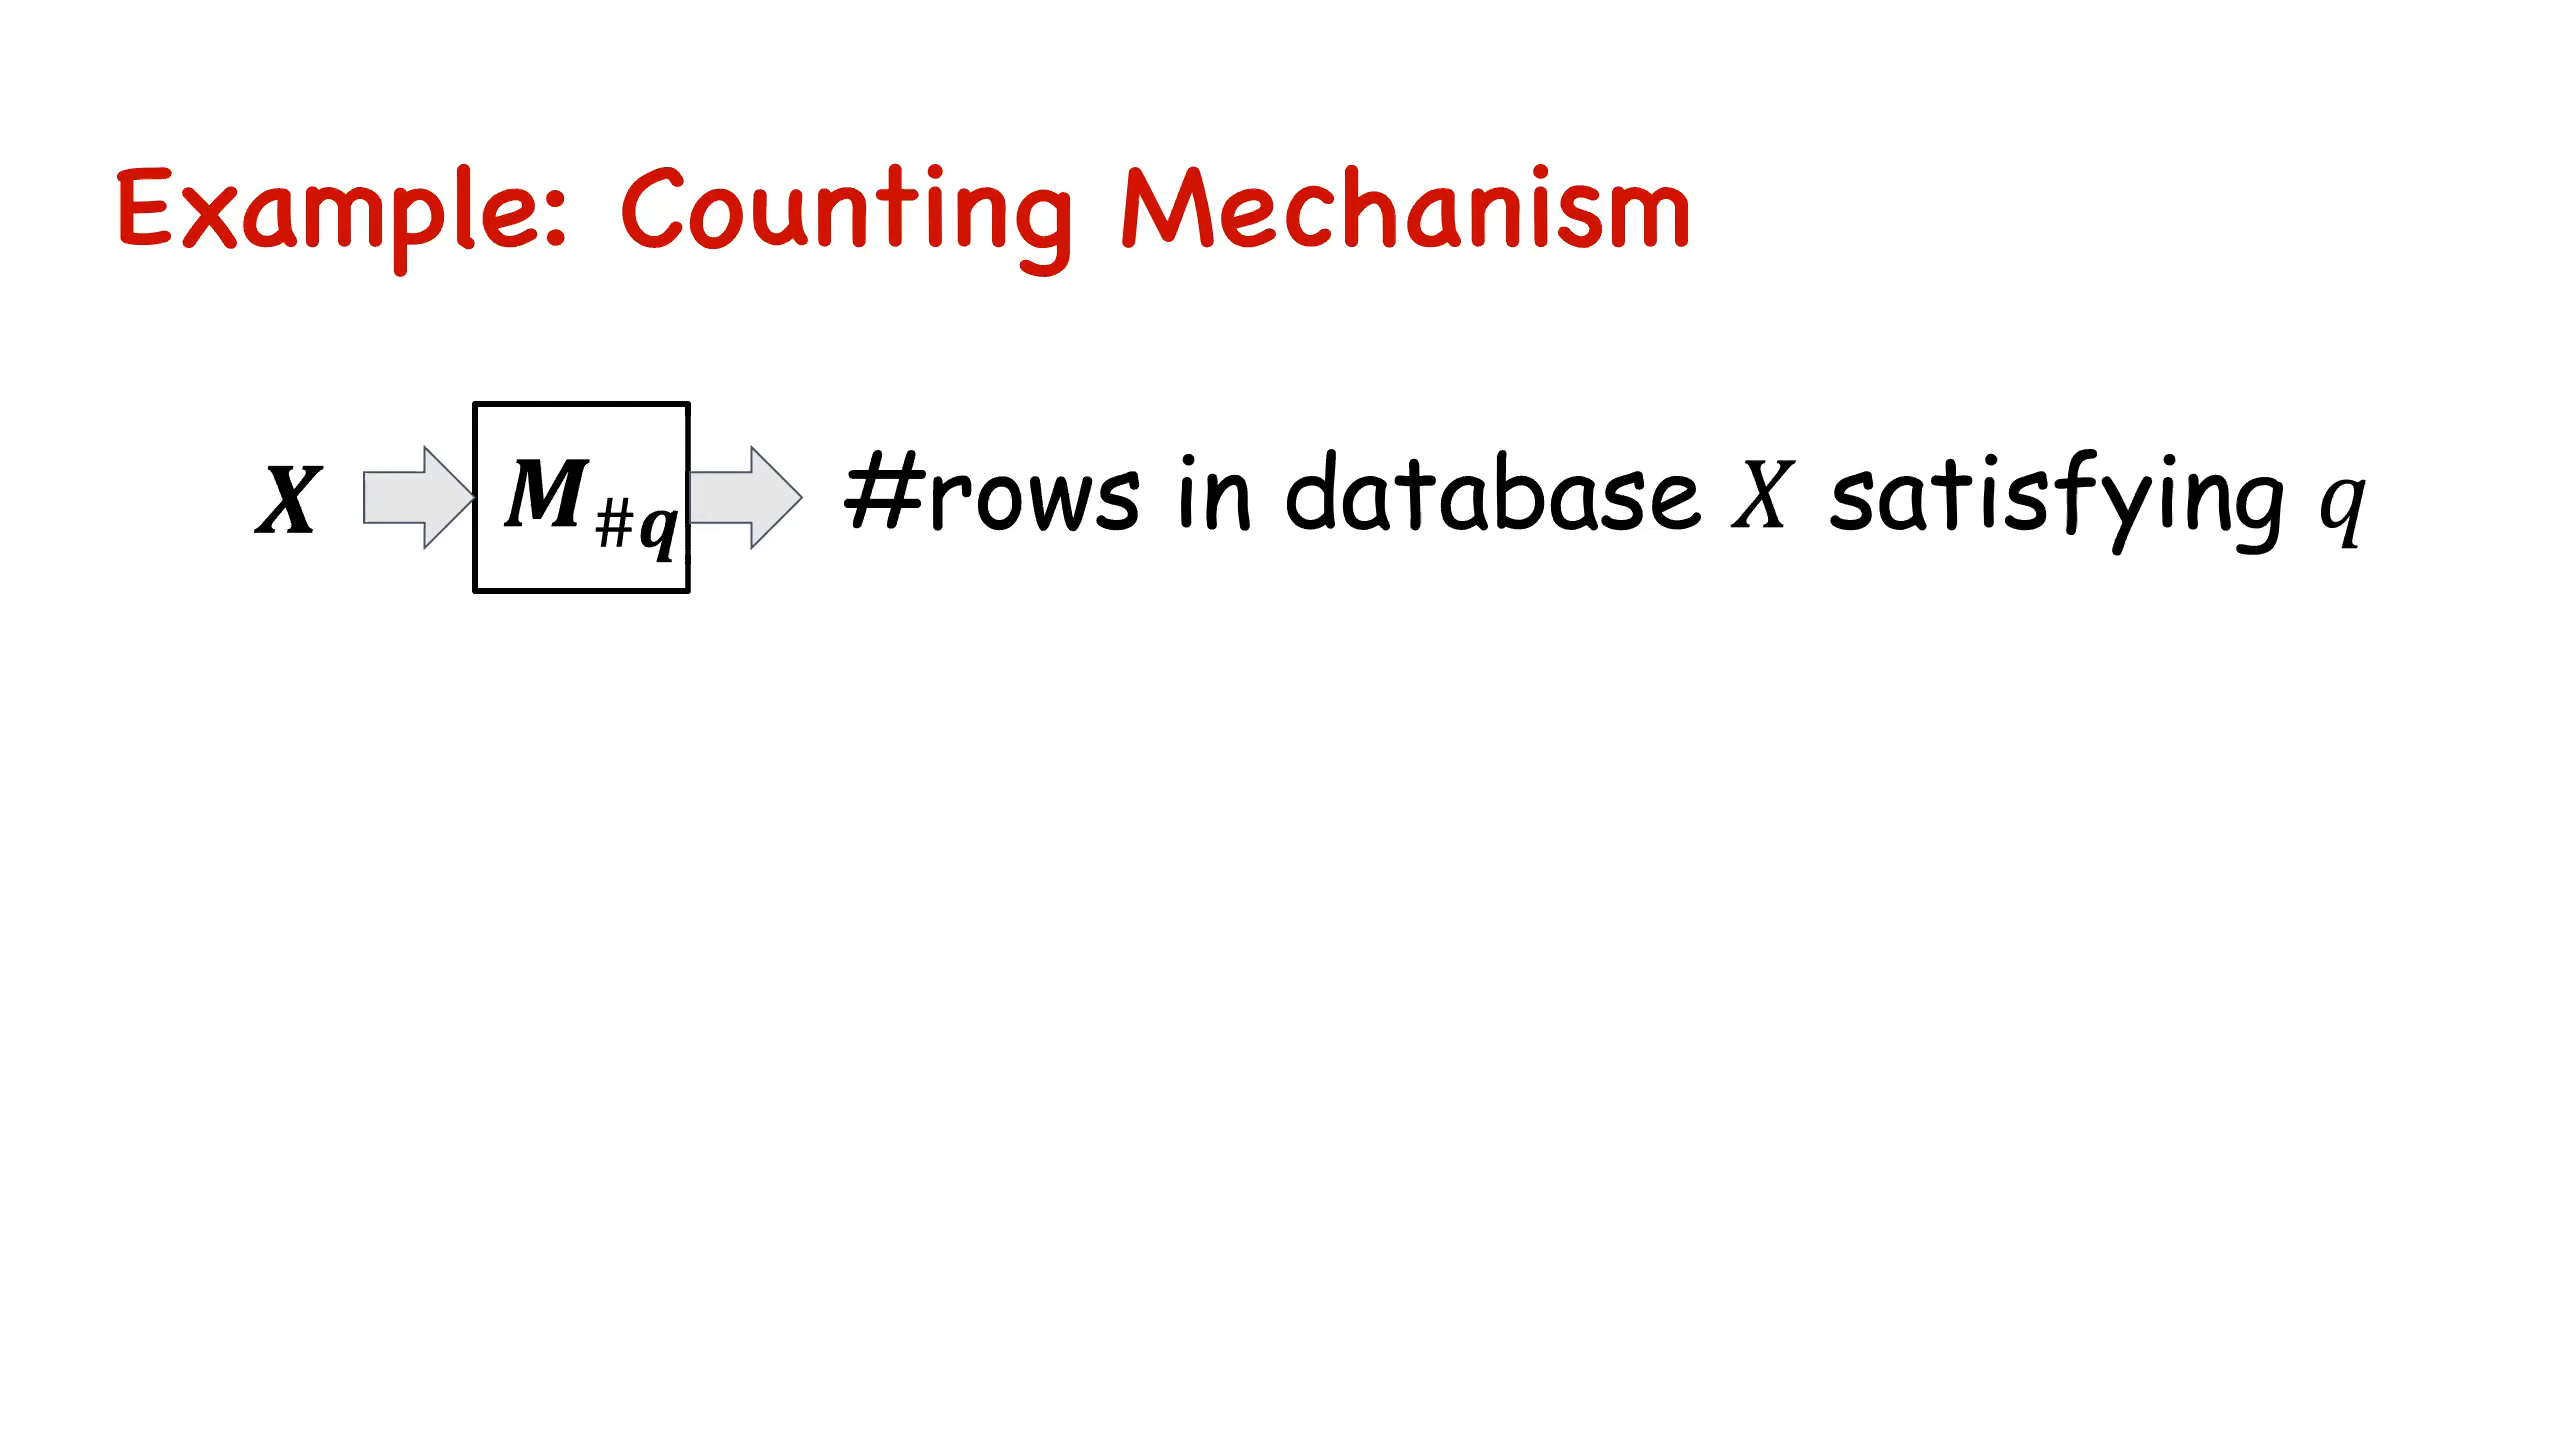 Example: Counting Mechanism
X M#q #rows in database X satisfying q